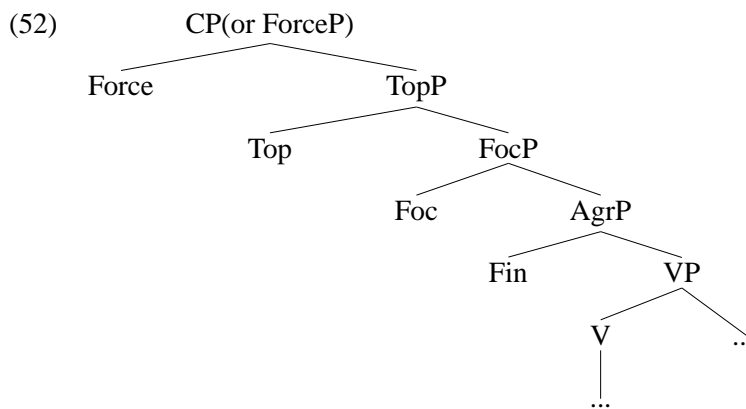 (52) CP(or ForceP)
Force TopP
Top FocP
Foc AgrP
Fin VP
V ..
...